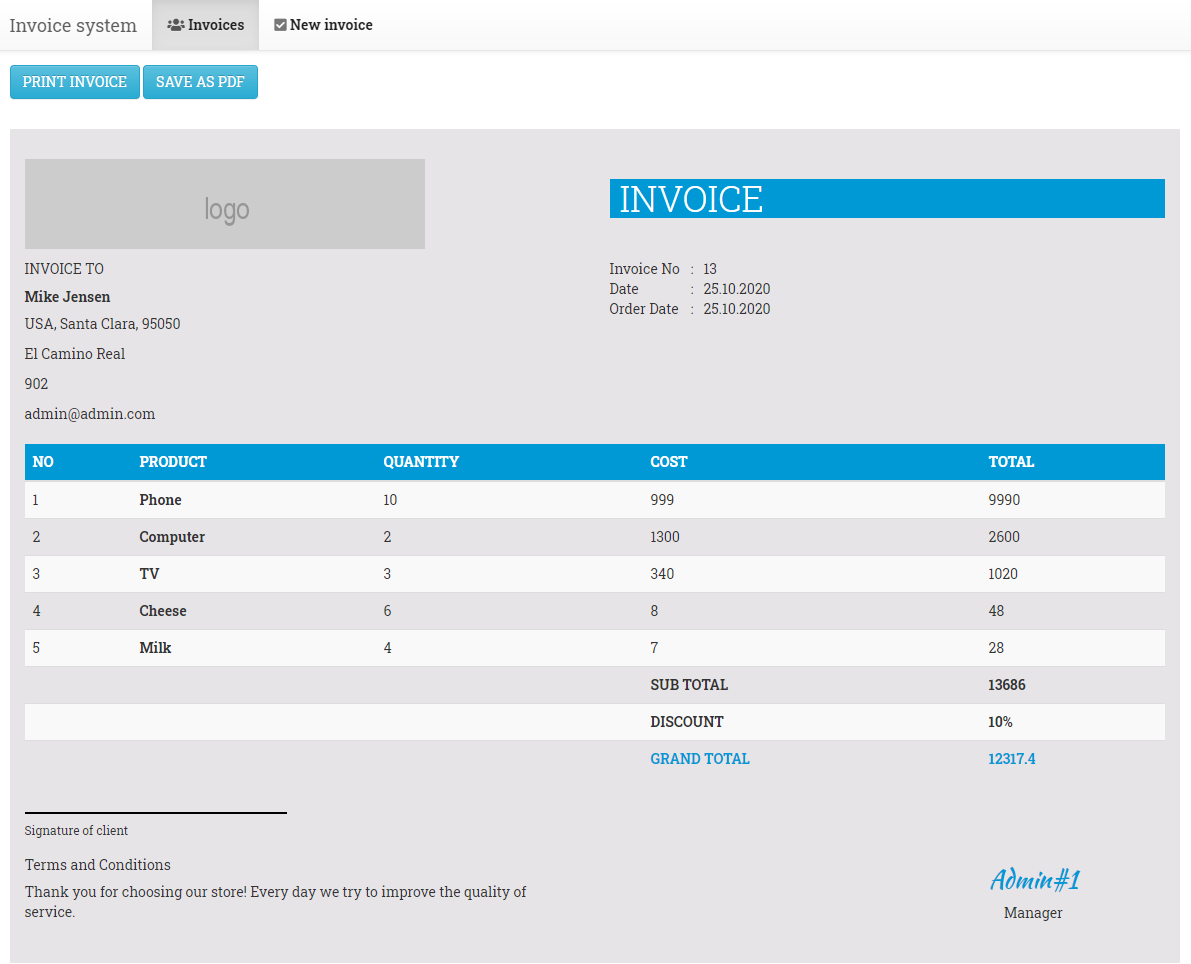 Invoice system Invoices New invoice
PRINT INVOICE SAVE AS PDF
logo
INVOICE
INVOICE TO
Mike Jensen
USA, Santa Clara, 95050
El Camino Real
902
admin@admin.com
Invoice No : 13
Date : 25.10.2020
Order Date : 25.10.2020
NO PRODUCT QUANTITY COST TOTAL
1 Phone 10 999 9990
2 Computer 2 1300 2600
3 TV 3 340 1020
4 Cheese 6 8 48
5 Milk 4 7 28
SUB TOTAL 13686
DISCOUNT 10%
GRAND TOTAL 12317.4
Signature of client
Terms and Conditions
Thank you for choosing our store! Every day we try to improve the quality of
service.
Admin#1
Manager